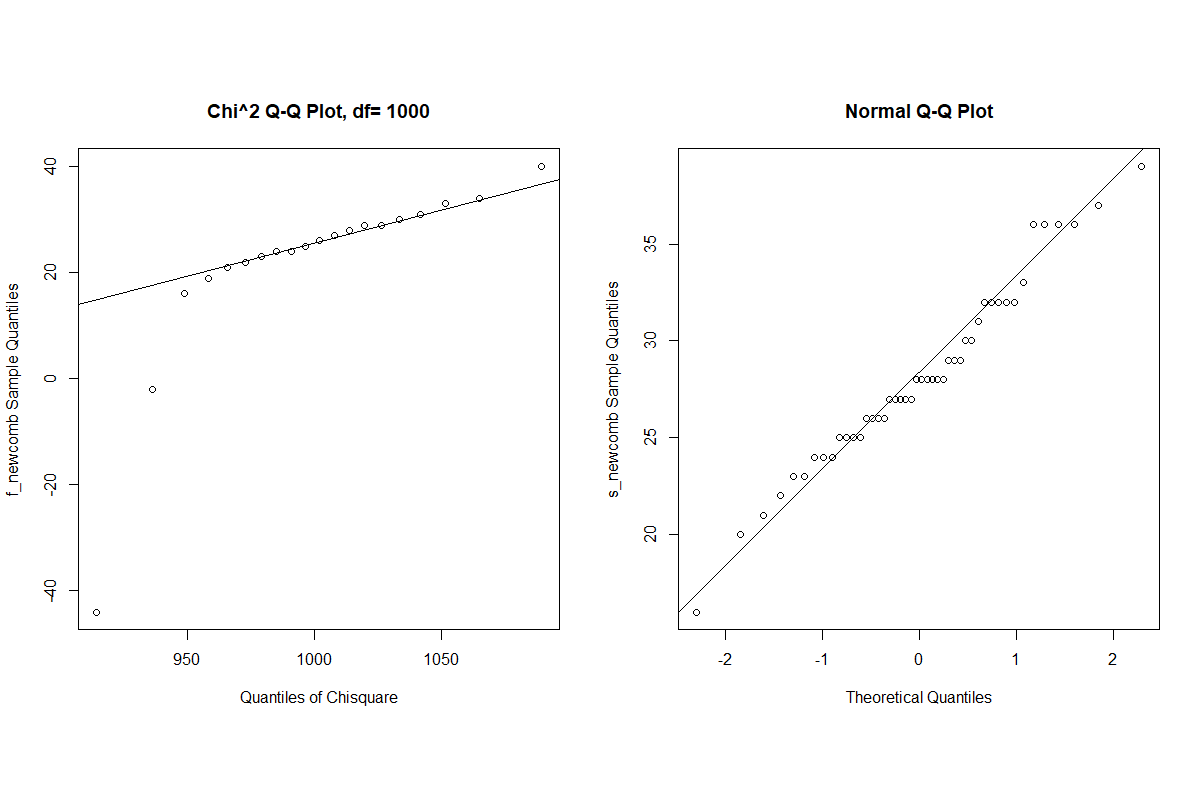 Chi^2 Q-Q Plot, df= 1000
f_newcomb Sample Quantiles
40
20
0
-20
-40
950
1000
1050
Quantiles of Chisquare
Normal Q-Q Plot
s_newcomb Sample Quantiles
35
30
25
20
-2
-1
0
1
2
Theoretical Quantiles